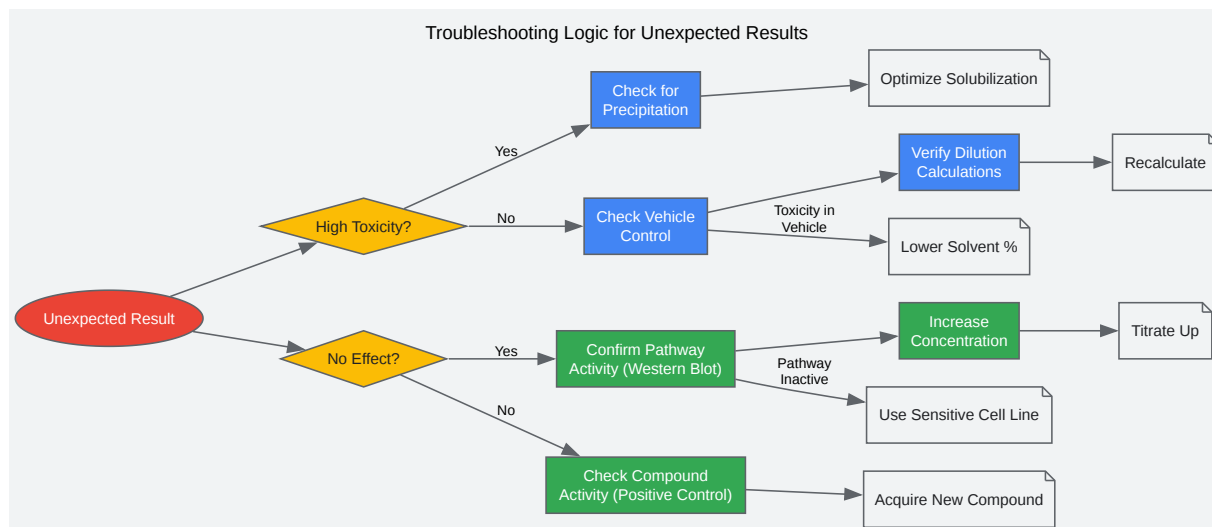 Troubleshooting Logic for Unexpected Results
Check for
Precipitation
Optimize Solubilization
Yes
Verify Dilution
Calculations
Recalculate
High Toxicity?
No
Check Vehicle
Control
Toxicity in
Vehicle
Lower Solvent %
Unexpected Result
No Effect?
Yes
Confirm Pathway
Activity (Western Blot)
Increase
Concentration
Titrate Up
Pathway
Inactive
Use Sensitive Cell Line
No
Check Compound
Activity (Positive Control)
Acquire New Compound